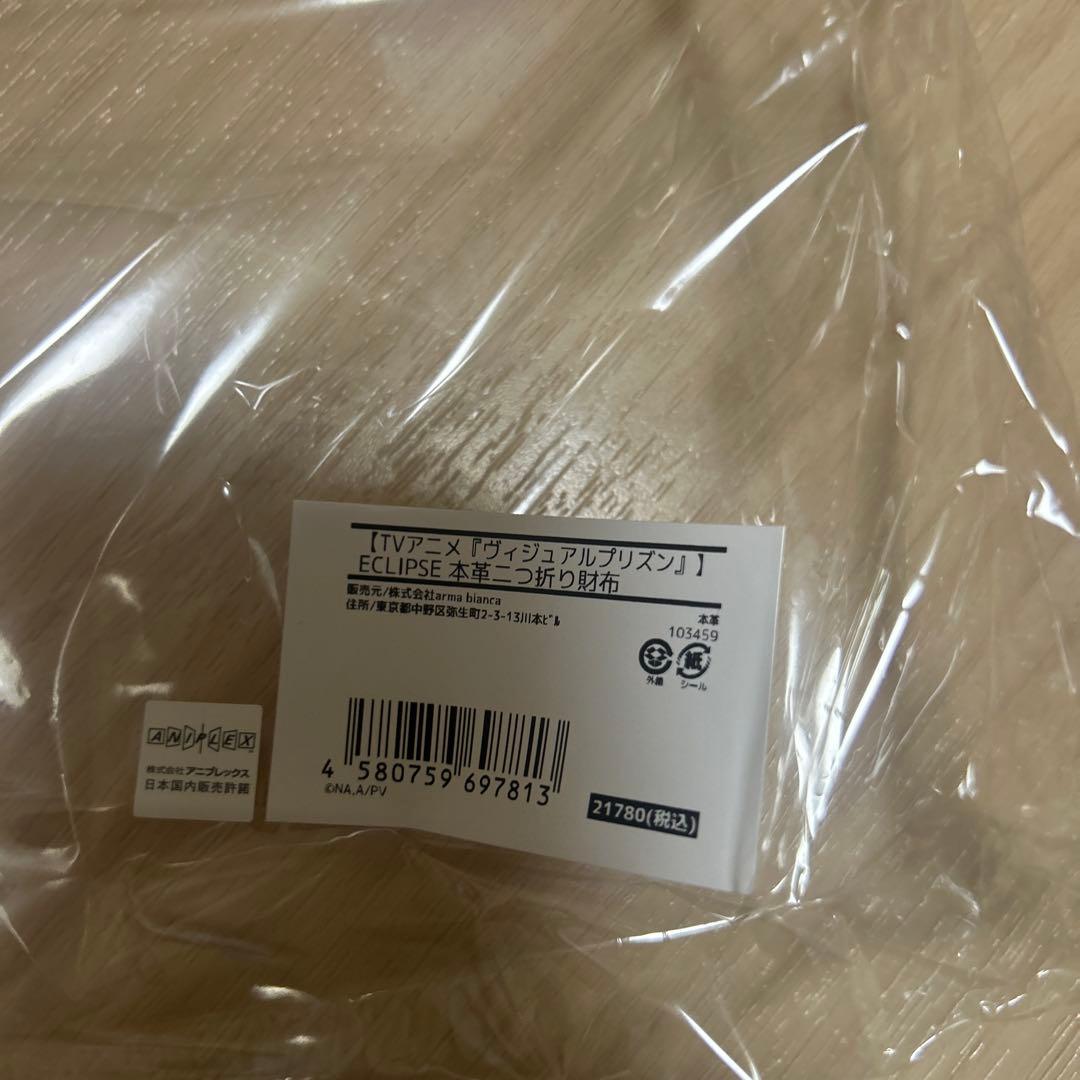 【TVアニメ『ヴィジュアルプリズン』】
ECLIPSE 本革二つ折り財布
販売元/株式会社arma bianca
住所/東京都中野区弥生町2-3-13川本ﾋﾞﾙ
本革
103459
紙
外装
シール
4 580759 697813
©NA,A/PV
21780(税込)
ANIPLEX
株式会社 アニプレックス
日本国内販売許諾